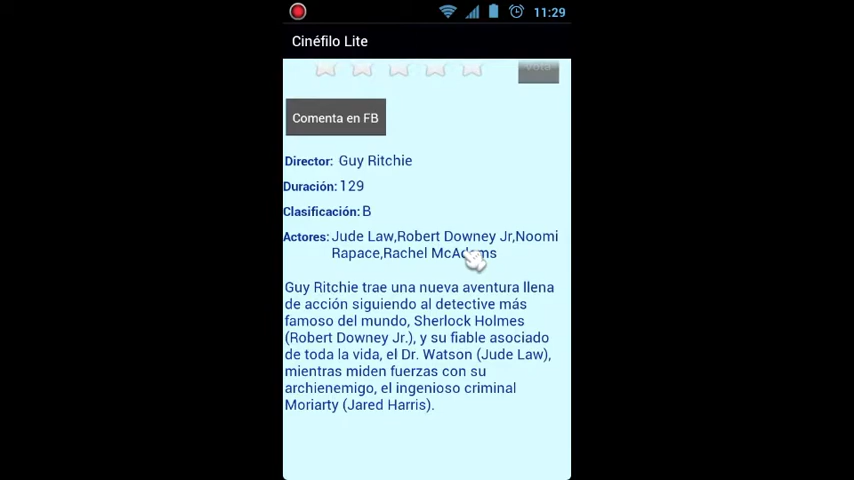 11:29
Cinéfilo Lite
Vota
Comenta en FB
Director: Guy Ritchie
Duración: 129
Clasificación: B
Actores: Jude Law,Robert Downey Jr,Noomi
Rapace,Rachel McAdams
Guy Ritchie trae una nueva aventura llena
de acción siguiendo al detective más
famoso del mundo, Sherlock Holmes
(Robert Downey Jr.), y su fiable asociado
de toda la vida, el Dr. Watson (Jude Law),
mientras miden fuerzas con su
archienemigo, el ingenioso criminal
Moriarty (Jared Harris).